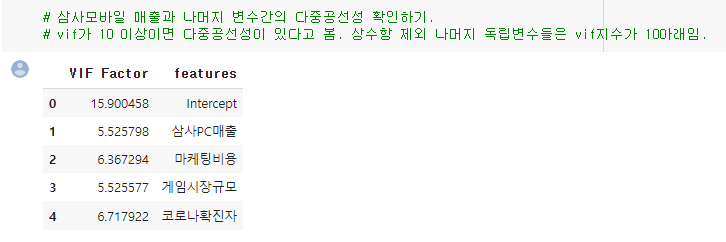 # 삼사모바일 매출과 나머지 변수간의 다중공선성 확인하기.
# vif가 10 이상이면 다중공선성이 있다고 봄. 상수항 제외 나머지 독립변수들은 vif지수가 10아래임.
VIF Factor features
0 15.900458 Intercept
1 5.525798 삼사PC매출
2 6.367294 마케팅비용
3 5.525577 게임시장규모
4 6.717922 코로나확진자